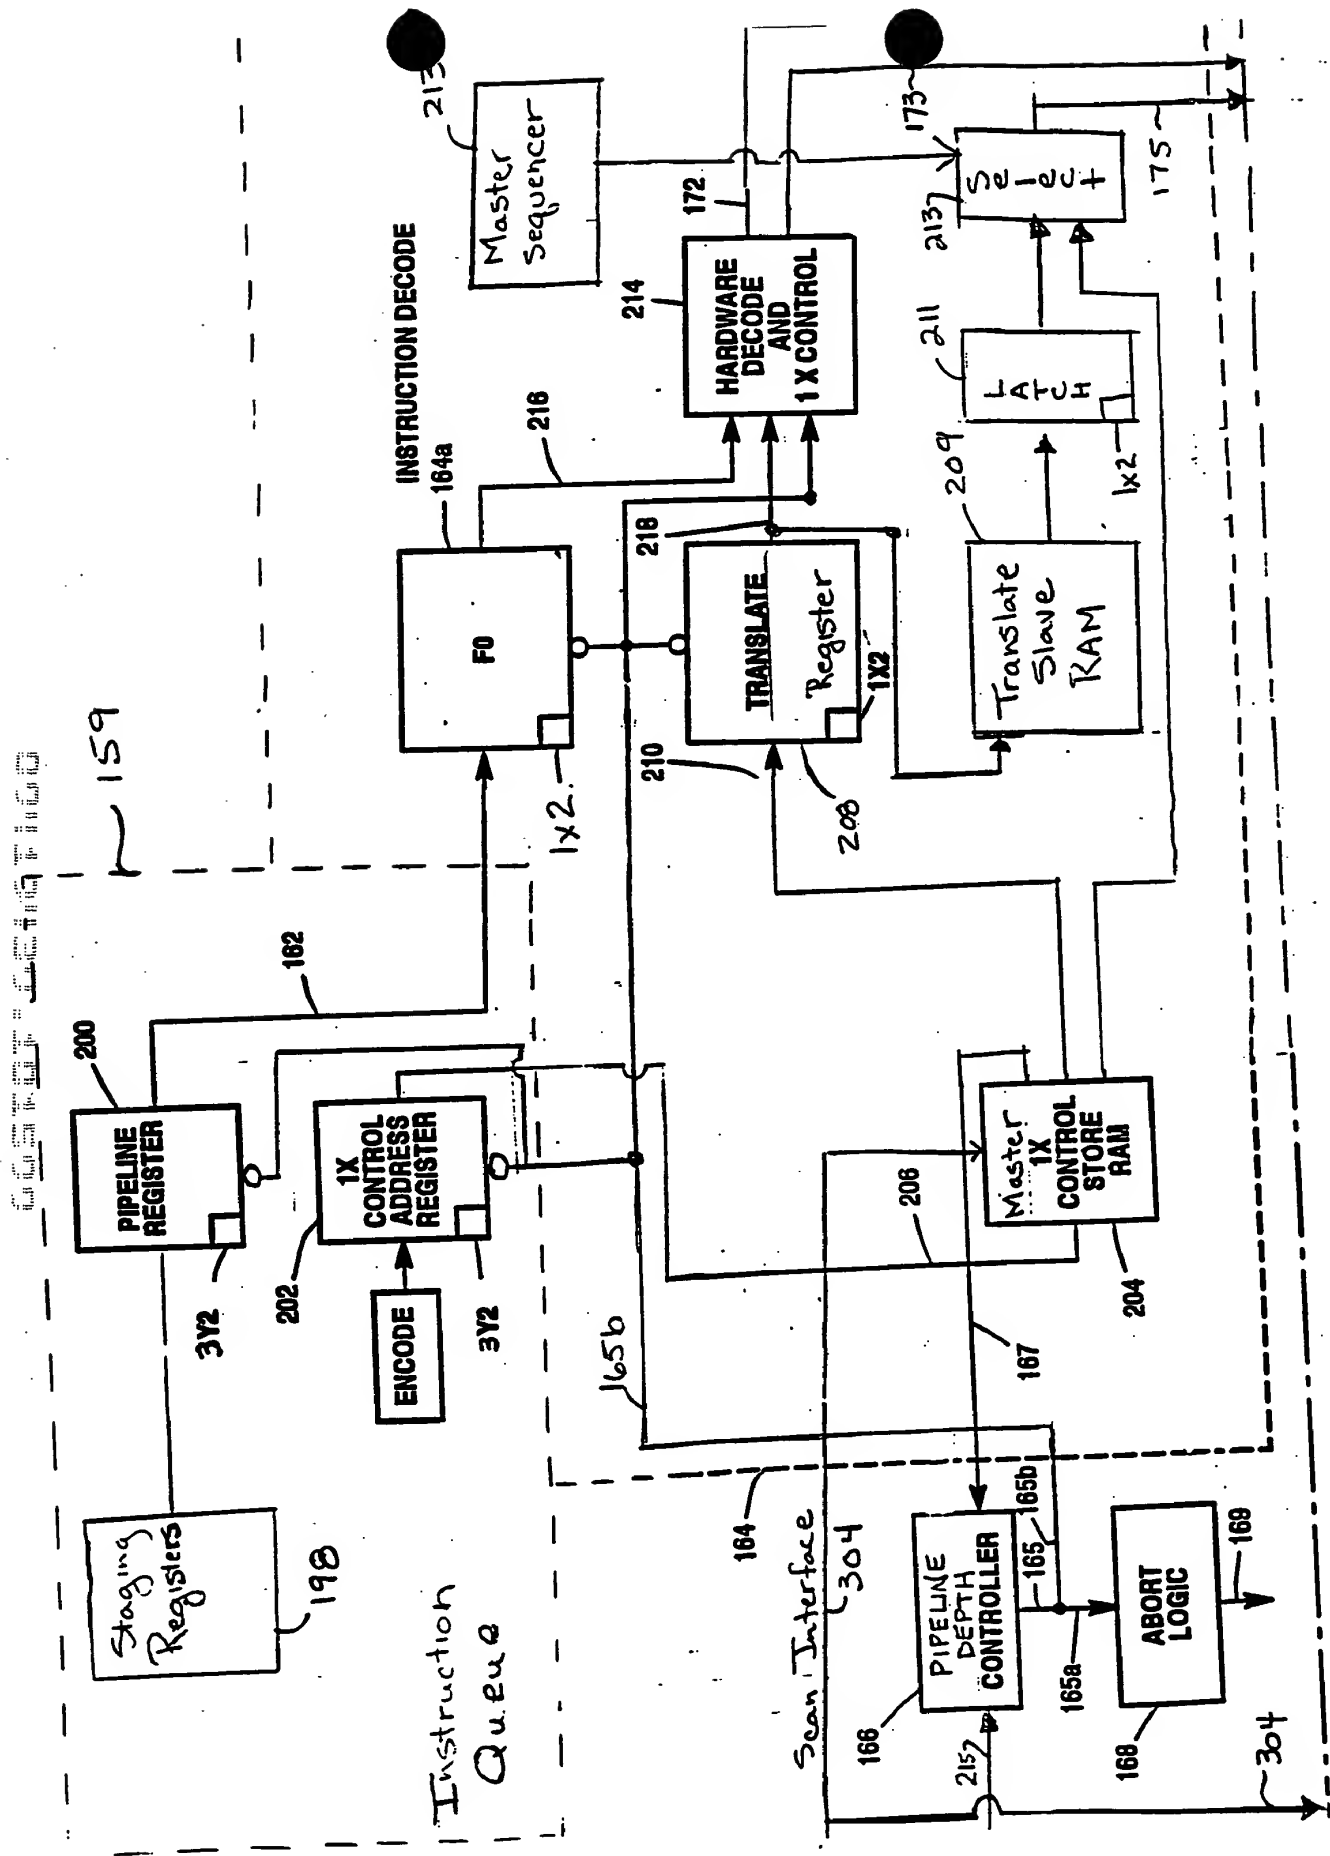 159
Staging
Registers
198
PIPELINE
REGISTER
200
3Y2
162
202
1X
CONTROL
ADDRESS
REGISTER
3Y2
ENCODE
Instruction
Queue
INSTRUCTION DECODE
164a
F0
1x2
216
Master
Sequencer
213
165b
210
TRANSLATE
Register
1X2
208
218
HARDWARE
DECODE
AND
1X CONTROL
214
172
173
Select
213
175
LATCH
211
1x2
Translate
Slave
RAM
209
Master
1X
CONTROL
STORE
RAM
204
206
167
164
Scan Interface
304
PIPELINE
DEPTH
CONTROLLER
166
215
165
165b
165a
ABORT
LOGIC
168
169
304